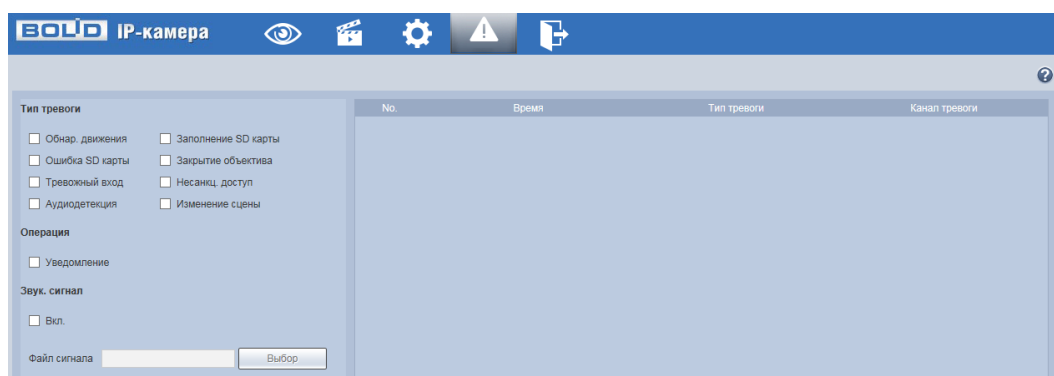 BOLID IP-камера
?
Тип тревоги
Обнар. движения Заполнение SD карты
Ошибка SD карты Закрытие объектива
Тревожный вход Несанкц. доступ
Аудиодетекция Изменение сцены
Операция
Уведомление
Звук. сигнал
Вкл.
Файл сигнала Выбор
No. Время Тип тревоги Канал тревоги